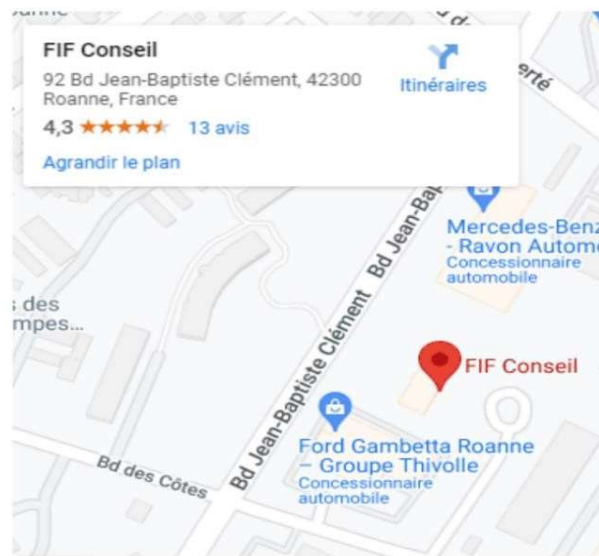 FIF Conseil
92 Bd Jean-Baptiste Clément, 42300
Roanne, France
4,3
13 avis
Agrandir le plan
Itinéraires
erté
Bd Jean-Bap
Mercedes-Benz
- Ravon Automo
Concessionnaire
automobile
s des
mpes...
Bd Jean-Baptiste Clément
FIF Conseil
Ford Gambetta Roanne
– Groupe Thivolle
Concessionnaire
automobile
Bd des Côtes